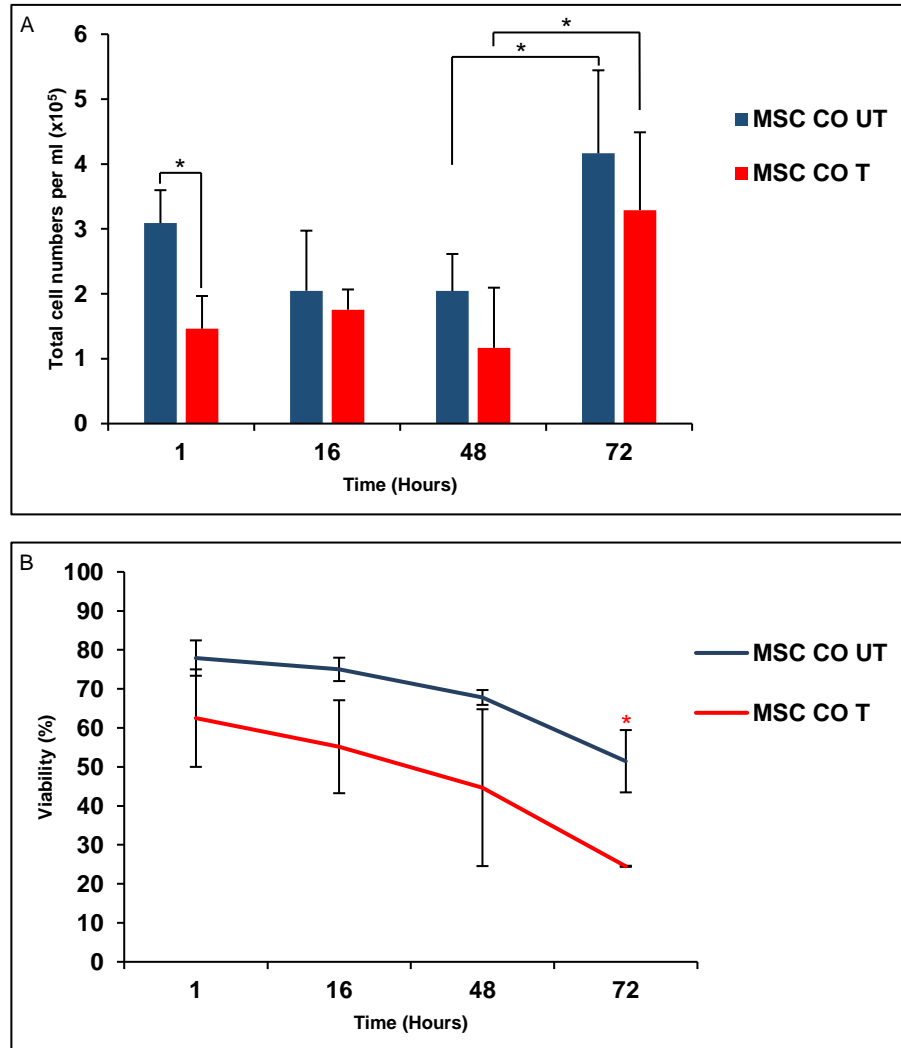 A
Total cell numbers per ml (x10⁵)
6
5
4
3
2
1
0
*
*
*
1 16 48 72
Time (Hours)
MSC CO UT
MSC CO T
B
Viability (%)
100
90
80
70
60
50
40
30
20
10
0
*
1 16 48 72
Time (Hours)
MSC CO UT
MSC CO T